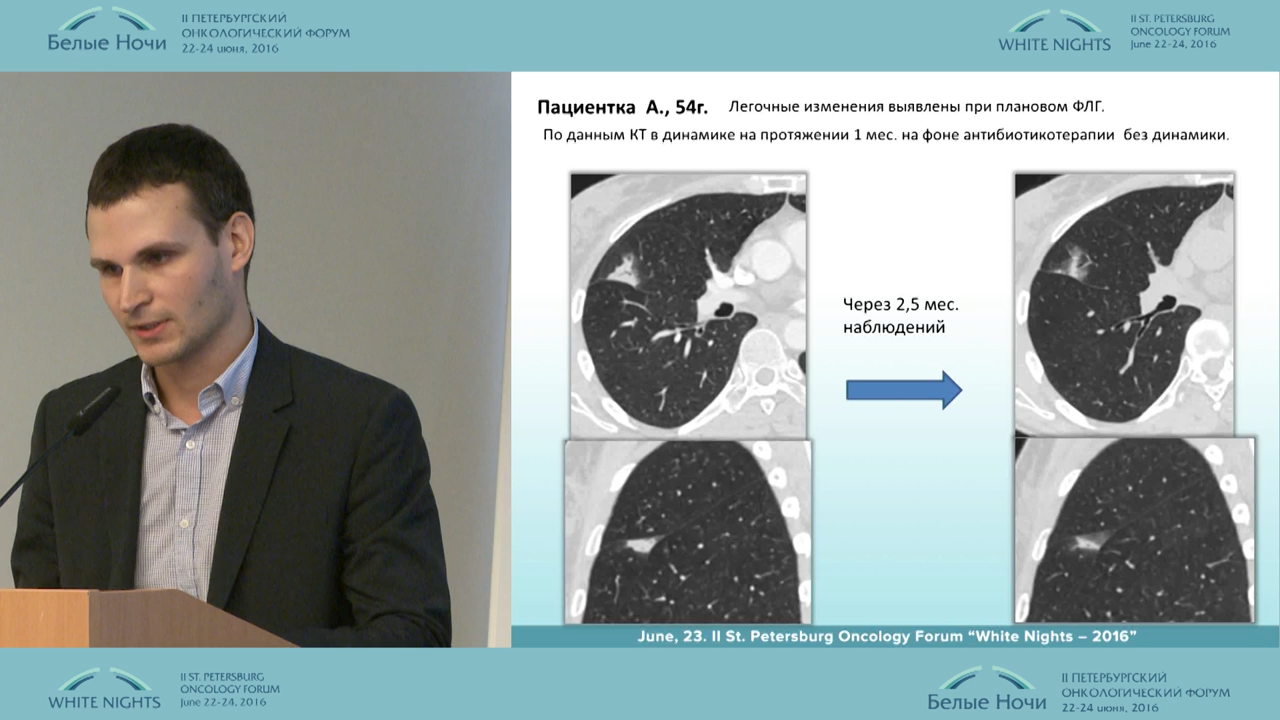 Белые Ночи
II ПЕТЕРБУРГСКИЙ
ОНКОЛОГИЧЕСКИЙ ФОРУМ
22-24 июня, 2016
WHITE NIGHTS
II ST. PETERSBURG
ONCOLOGY FORUM
June 22-24, 2016
Пациентка А., 54г. Легочные изменения выявлены при плановом ФЛГ.
По данным КТ в динамике на протяжении 1 мес. на фоне антибиотикотерапии без динамики.
Через 2,5 мес.
наблюдений
June, 23. II St. Petersburg Oncology Forum “White Nights – 2016”
WHITE NIGHTS
II ST. PETERSBURG
ONCOLOGY FORUM
June 22-24, 2016
Белые Ночи
II ПЕТЕРБУРГСКИЙ
ОНКОЛОГИЧЕСКИЙ ФОРУМ
22-24 июня, 2016